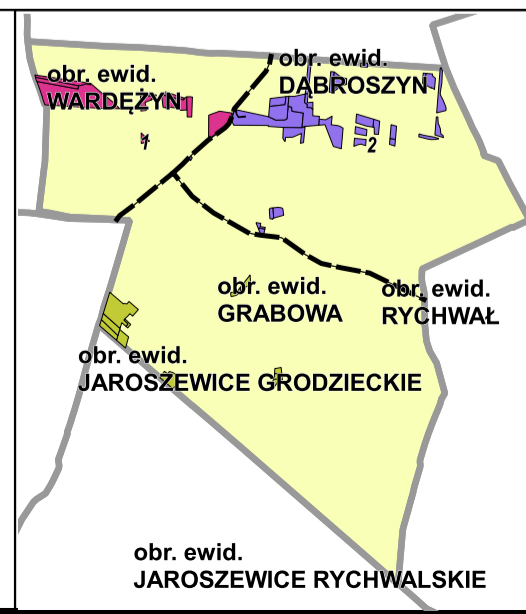 obr. ewid.
WARDĘŻYN
obr. ewid.
DĄBROSZYN
1
2
obr. ewid.
GRABOWA
obr. ewid.
RYCHWAŁ
obr. ewid.
JAROSZEWICE GRODZIECKIE
obr. ewid.
JAROSZEWICE RYCHWALSKIE